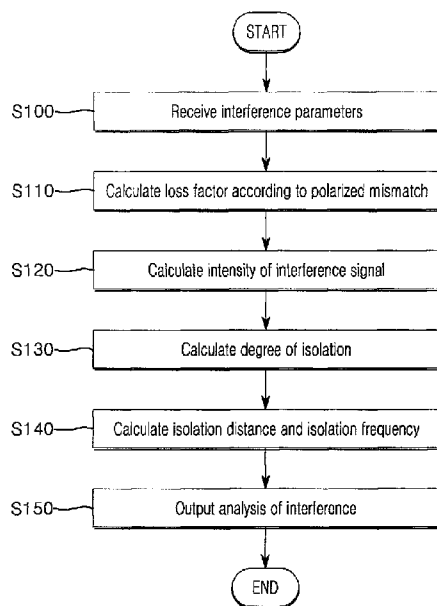 START
S100
Receive interference parameters
S110
Calculate loss factor according to polarized mismatch
S120
Calculate intensity of interference signal
S130
Calculate degree of isolation
S140
Calculate isolation distance and isolation frequency
S150
Output analysis of interference
END